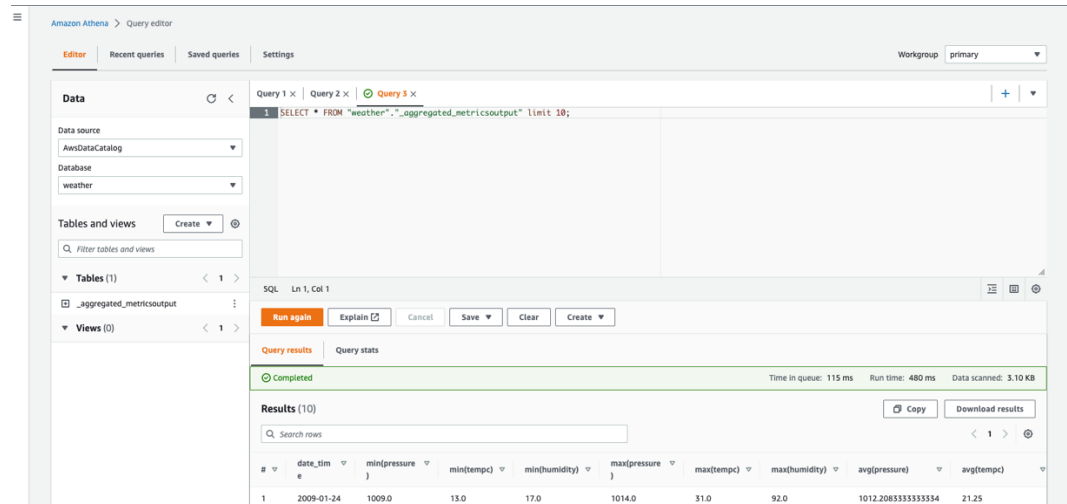 Amazon Athena > Query editor
Editor Recent queries Saved queries Settings Workgroup primary
Data
Data source
AwsDataCatalog
Database
weather
Tables and views Create
Filter tables and views
Tables (1) 1
_aggregated_metricsoutput
Views (0) 1
Query 1 × Query 2 × Query 3 ×
1 SELECT * FROM "weather"."_aggregated_metricsoutput" limit 10;
SQL Ln 1, Col 1
Run again Explain Cancel Save Clear Create
Query results Query stats
Completed Time in queue: 115 ms Run time: 480 ms Data scanned: 3.10 KB
Results (10) Copy Download results
Search rows 1
# date_time min(pressure) min(tempc) min(humidity) max(pressure) max(tempc) max(humidity) avg(pressure) avg(tempc)
1 2009-01-24 1009.0 13.0 17.0 1014.0 31.0 92.0 1012.2083333333334 21.25